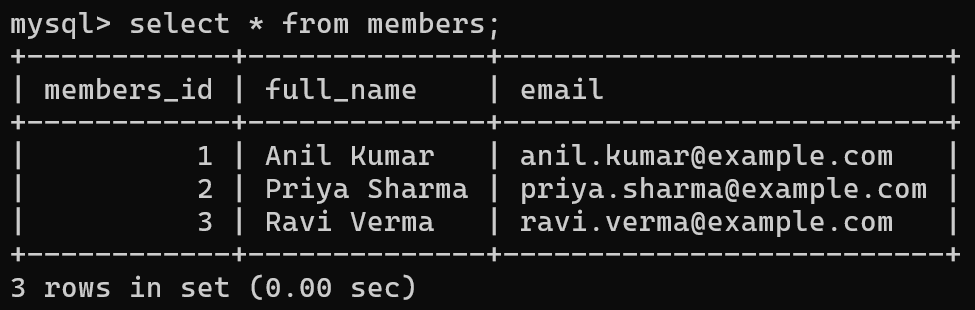 mysql> select * from members;
+------------+--------------+--------------------------+
| members_id | full_name    | email                    |
+------------+--------------+--------------------------+
|          1 | Anil Kumar   | anil.kumar@example.com   |
|          2 | Priya Sharma | priya.sharma@example.com |
|          3 | Ravi Verma   | ravi.verma@example.com   |
+------------+--------------+--------------------------+
3 rows in set (0.00 sec)